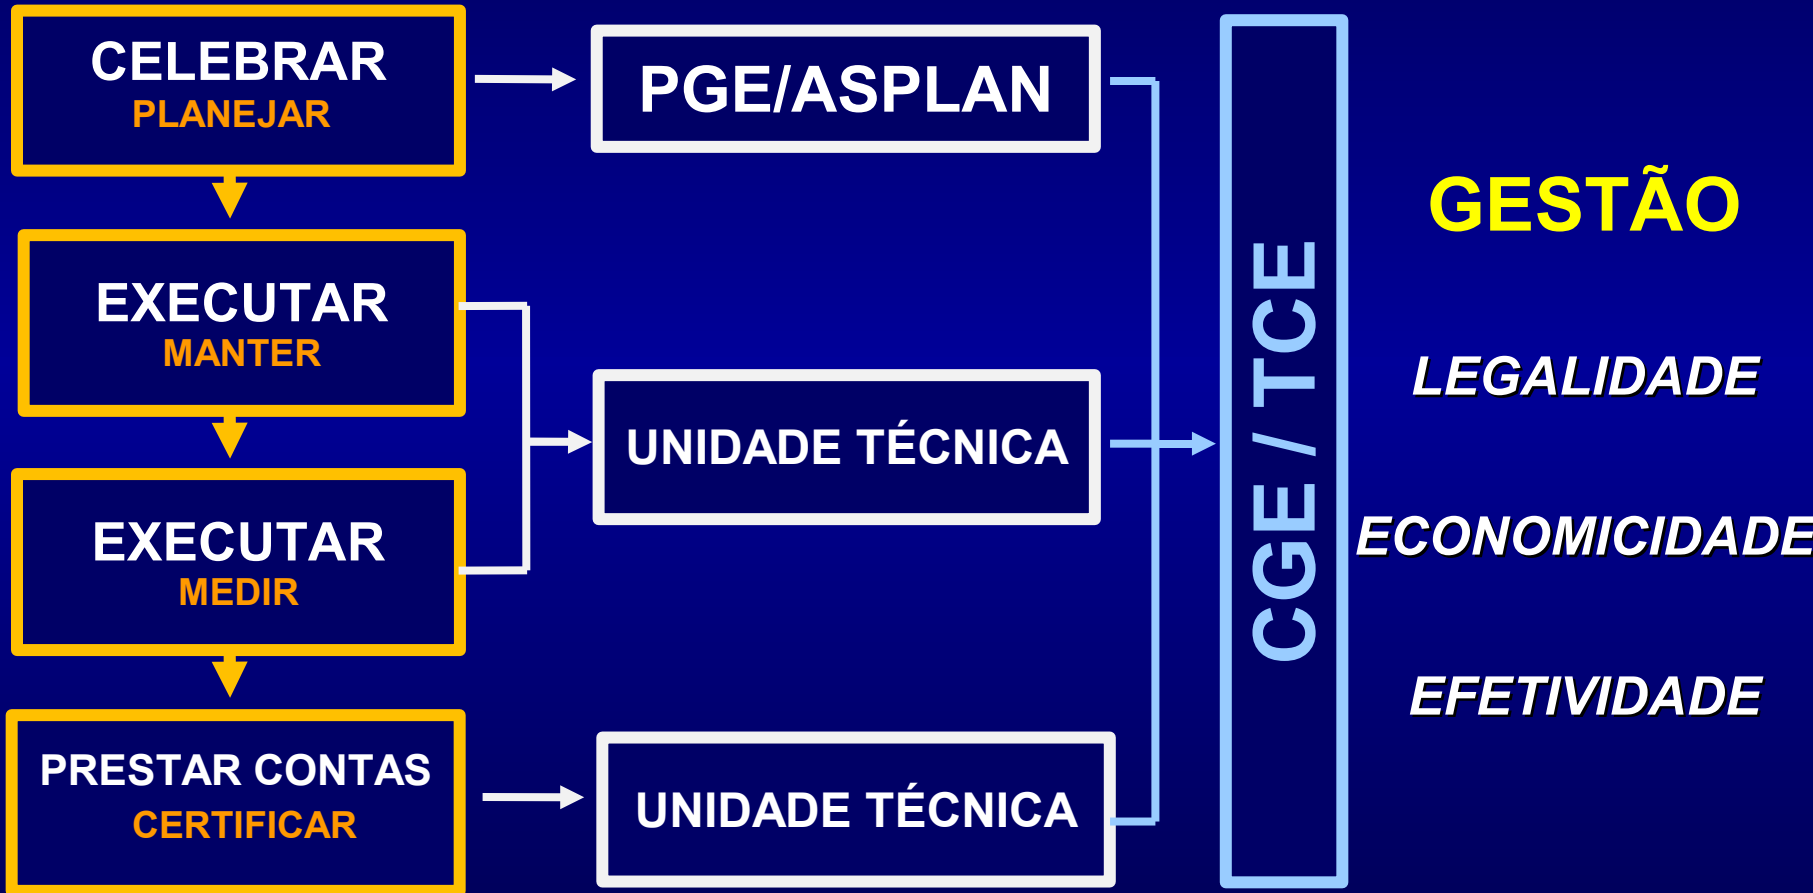 CELEBRAR
PLANEJAR
PGE/ASPLAN
EXECUTAR
MANTER
UNIDADE TÉCNICA
EXECUTAR
MEDIR
PRESTAR CONTAS
CERTIFICAR
UNIDADE TÉCNICA
CGE / TCE
GESTÃO
LEGALIDADE
ECONOMICIDADE
EFETIVIDADE